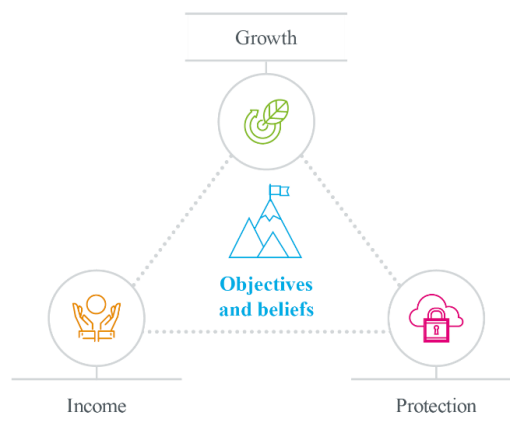 Growth
Objectives
and beliefs
Income
Protection